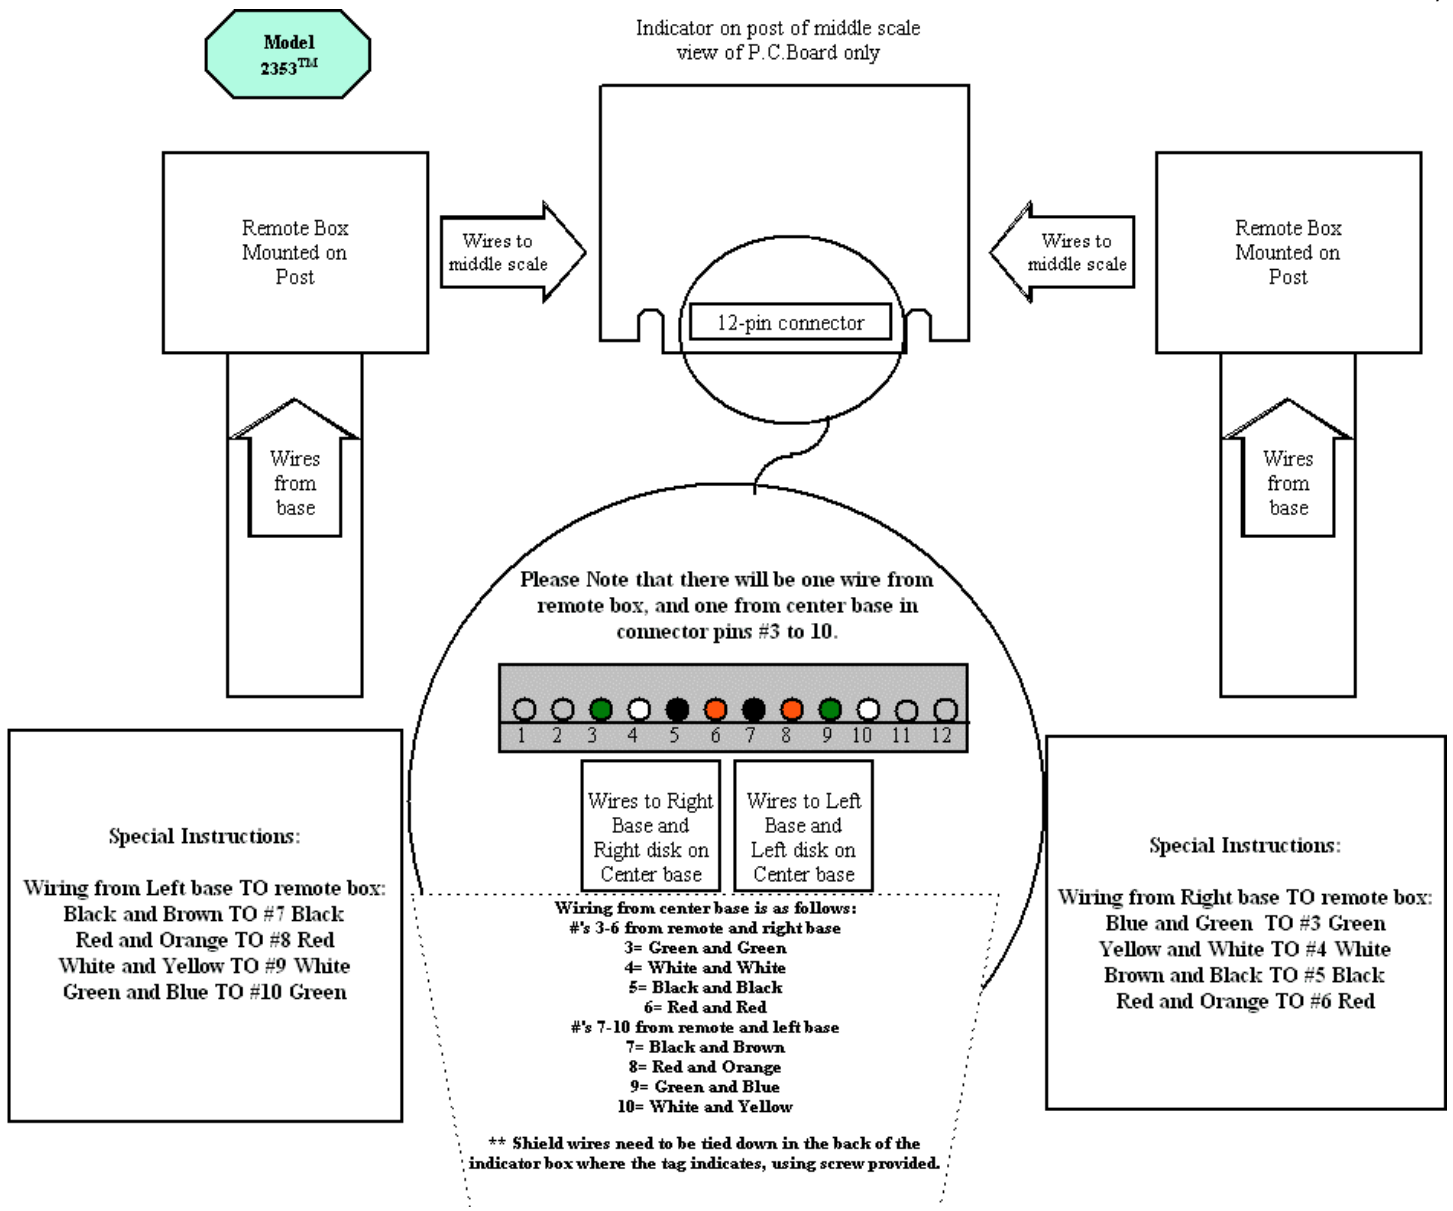 Model
2353TM
Indicator on post of middle scale
view of P.C.Board only
Remote Box
Mounted on
Post
Wires to
middle scale
12-pin connector
Wires to
middle scale
Remote Box
Mounted on
Post
Wires
from
base
Wires
from
base
Please Note that there will be one wire from
remote box, and one from center base in
connector pins #3 to 10.
1 2 3 4 5 6 7 8 9 10 11 12
Wires to Right
Base and
Right disk on
Center base
Wires to Left
Base and
Left disk on
Center base
Special Instructions:
Wiring from Left base TO remote box:
Black and Brown TO #7 Black
Red and Orange TO #8 Red
White and Yellow TO #9 White
Green and Blue TO #10 Green
Wiring from center base is as follows:
#'s 3-6 from remote and right base
3= Green and Green
4= White and White
5= Black and Black
6= Red and Red
#'s 7-10 from remote and left base
7= Black and Brown
8= Red and Orange
9= Green and Blue
10= White and Yellow
** Shield wires need to be tied down in the back of the
indicator box where the tag indicates, using screw provided.
Special Instructions:
Wiring from Right base TO remote box:
Blue and Green TO #3 Green
Yellow and White TO #4 White
Brown and Black TO #5 Black
Red and Orange TO #6 Red